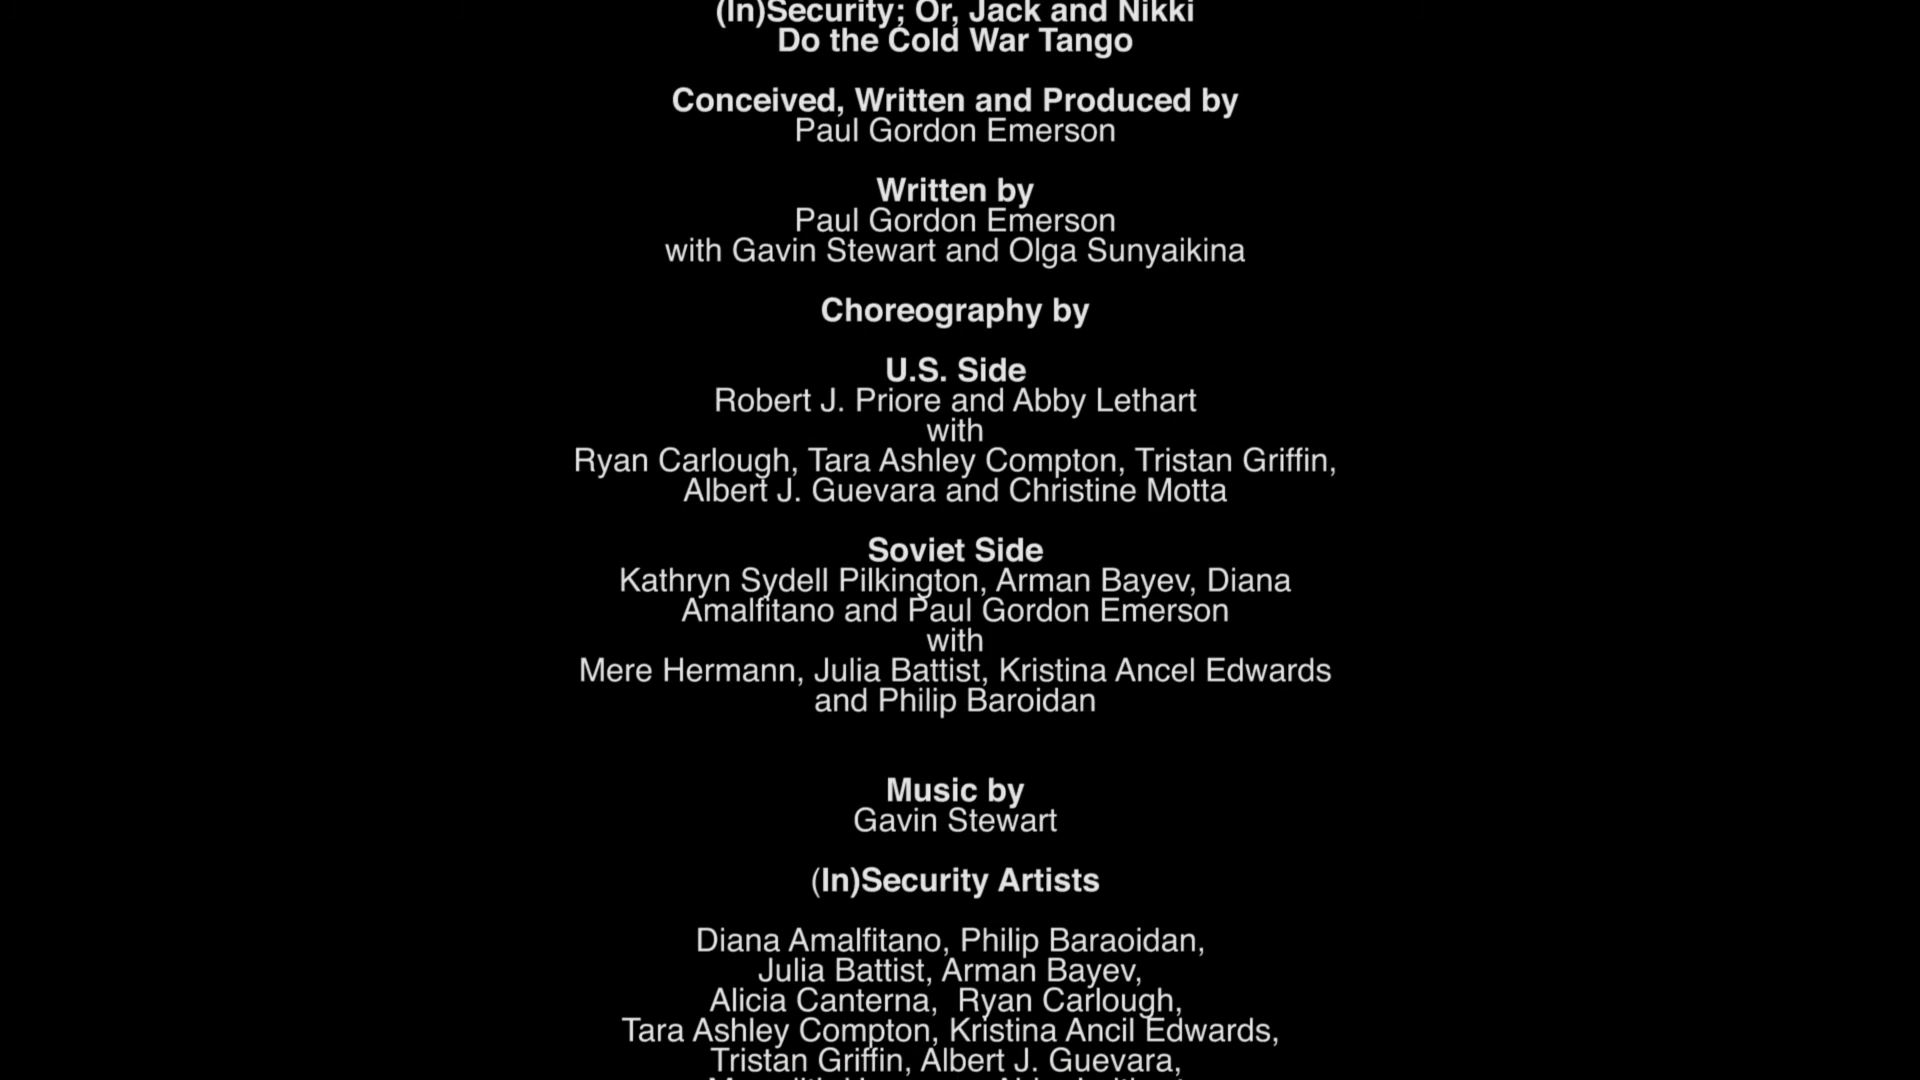 (In)Security; Or, Jack and Nikki
Do the Cold War Tango
Conceived, Written and Produced by
Paul Gordon Emerson
Written by
Paul Gordon Emerson
with Gavin Stewart and Olga Sunyaikina
Choreography by
U.S. Side
Robert J. Priore and Abby Lethart
with
Ryan Carlough, Tara Ashley Compton, Tristan Griffin,
Albert J. Guevara and Christine Motta
Soviet Side
Kathryn Sydell Pilkington, Arman Bayev, Diana
Amalfitano and Paul Gordon Emerson
with
Mere Hermann, Julia Battist, Kristina Ancel Edwards
and Philip Baroidan
Music by
Gavin Stewart
(In)Security Artists
Diana Amalfitano, Philip Baraoidan,
Julia Battist, Arman Bayev,
Alicia Canterna,  Ryan Carlough,
Tara Ashley Compton, Kristina Ancil Edwards,
Tristan Griffin, Albert J. Guevara,